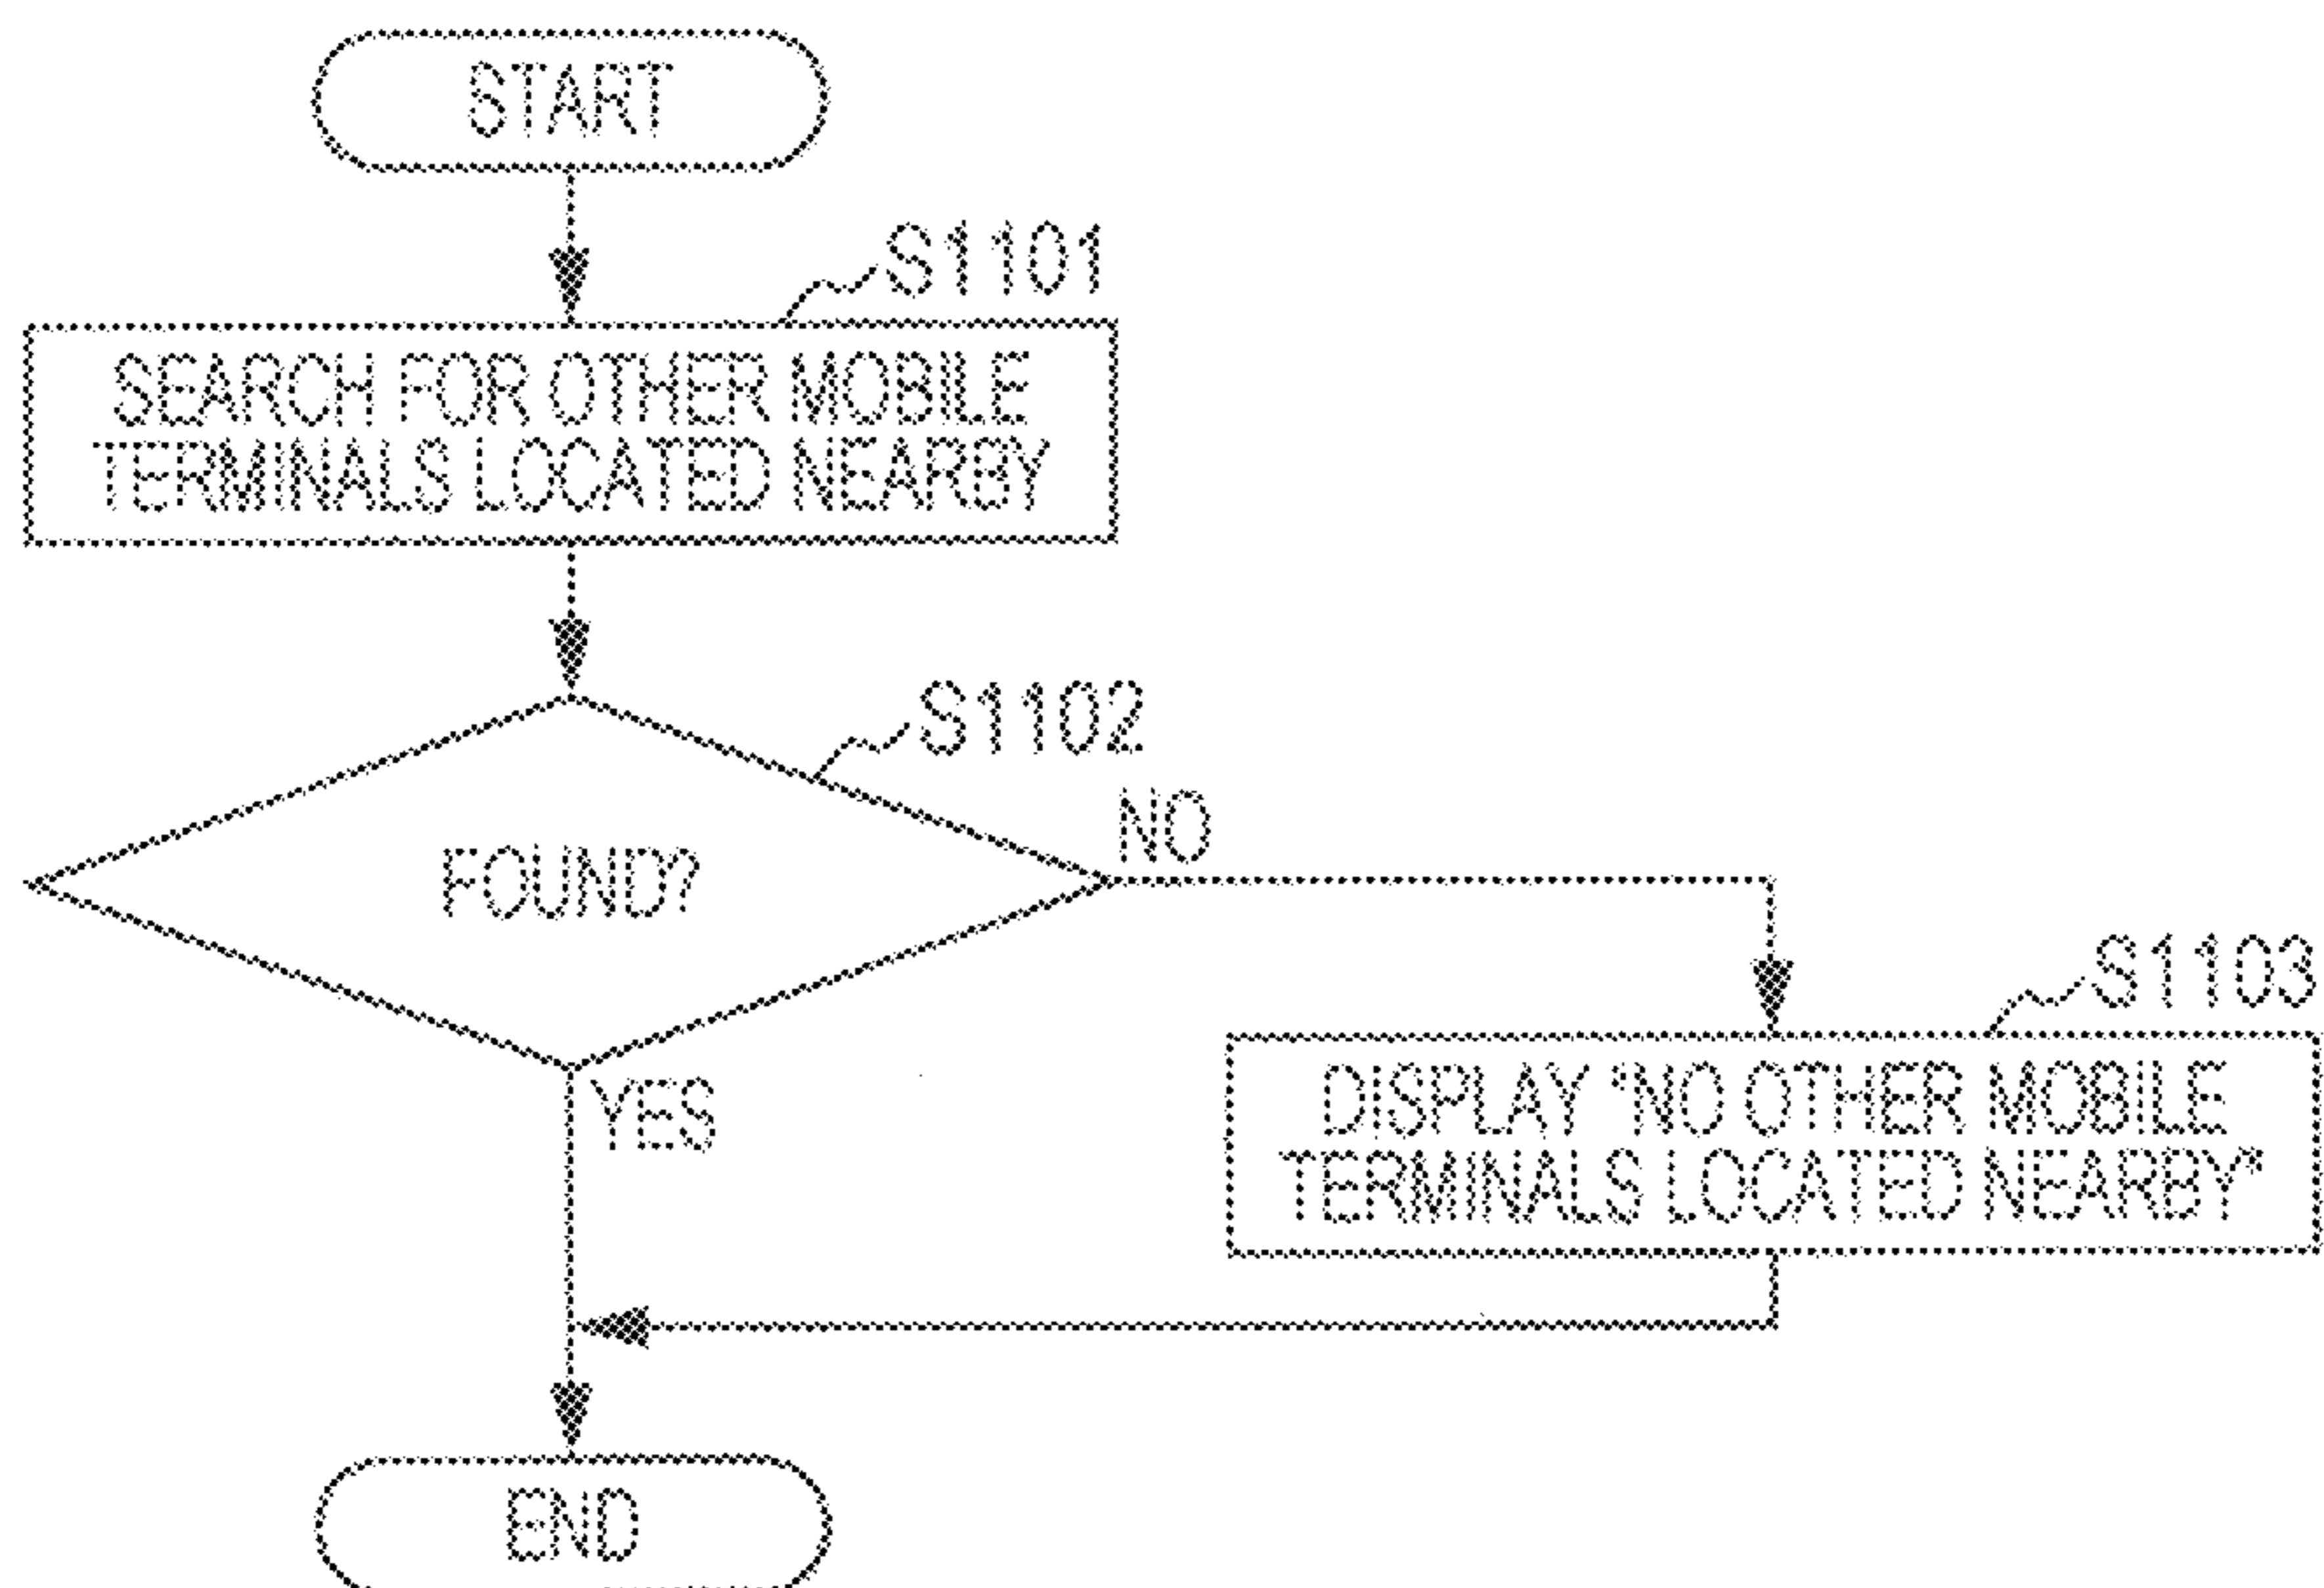 START
S1101
SEARCH FOR OTHER MOBILE
TERMINALS LOCATED NEARBY
S1102
FOUND?
NO
YES
S1103
DISPLAY "NO OTHER MOBILE
TERMINALS LOCATED NEARBY"
END